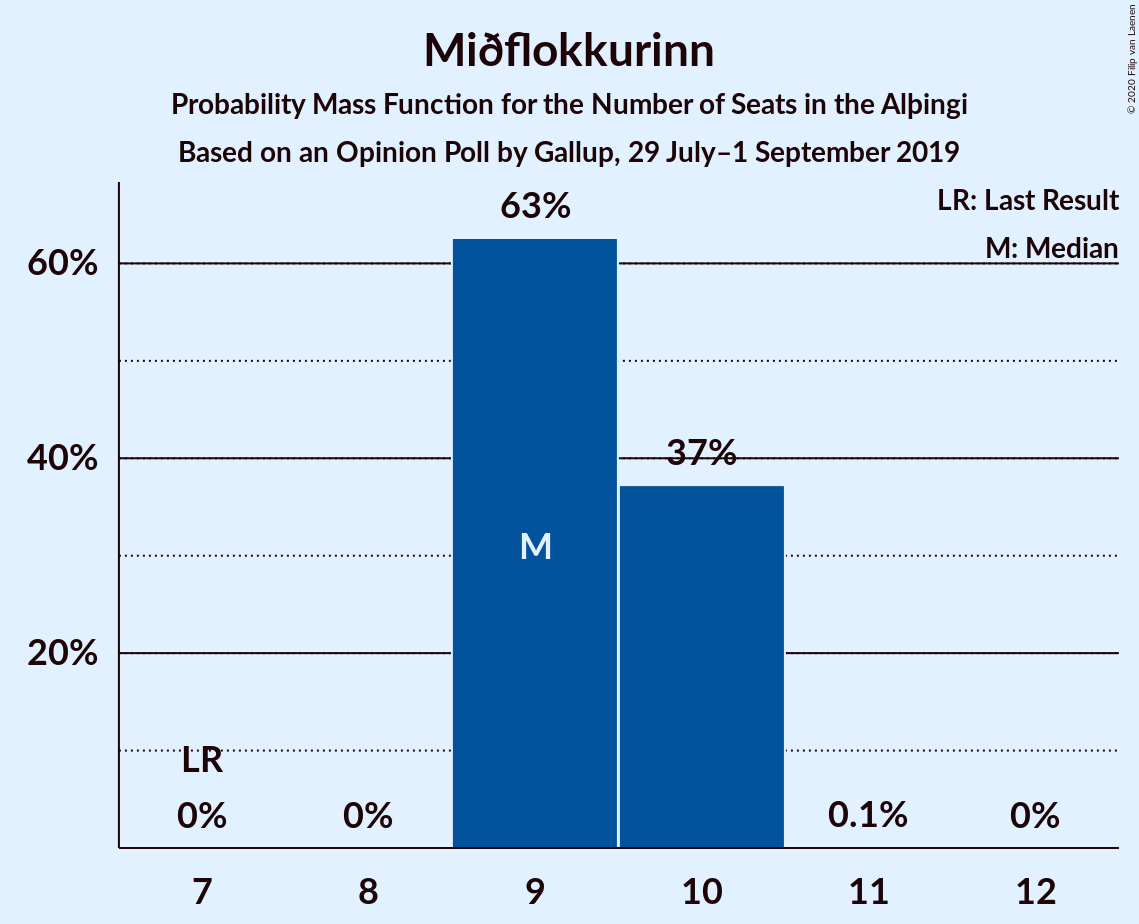 Miðflokkurinn
Probability Mass Function for the Number of Seats in the Alþingi
Based on an Opinion Poll by Gallup, 29 July–1 September 2019
© 2020 Filip van Laenen
LR: Last Result
M: Median
63%
60%
40%
37%
M
20%
LR
0%
0%
0.1%
0%
7
8
9
10
11
12